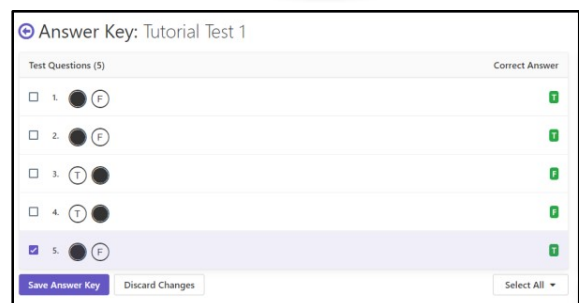 Answer Key: Tutorial Test 1
Test Questions (5) Correct Answer
1. F T
2. F T
3. T F
4. T F
5. F T
Save Answer Key Discard Changes Select All